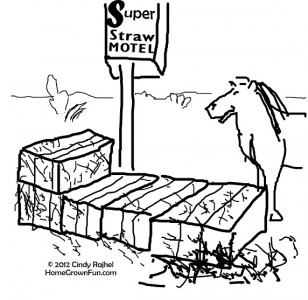 Super
Straw
MOTEL
© 2012 Cindy Rajhel
HomeGrownFun.com